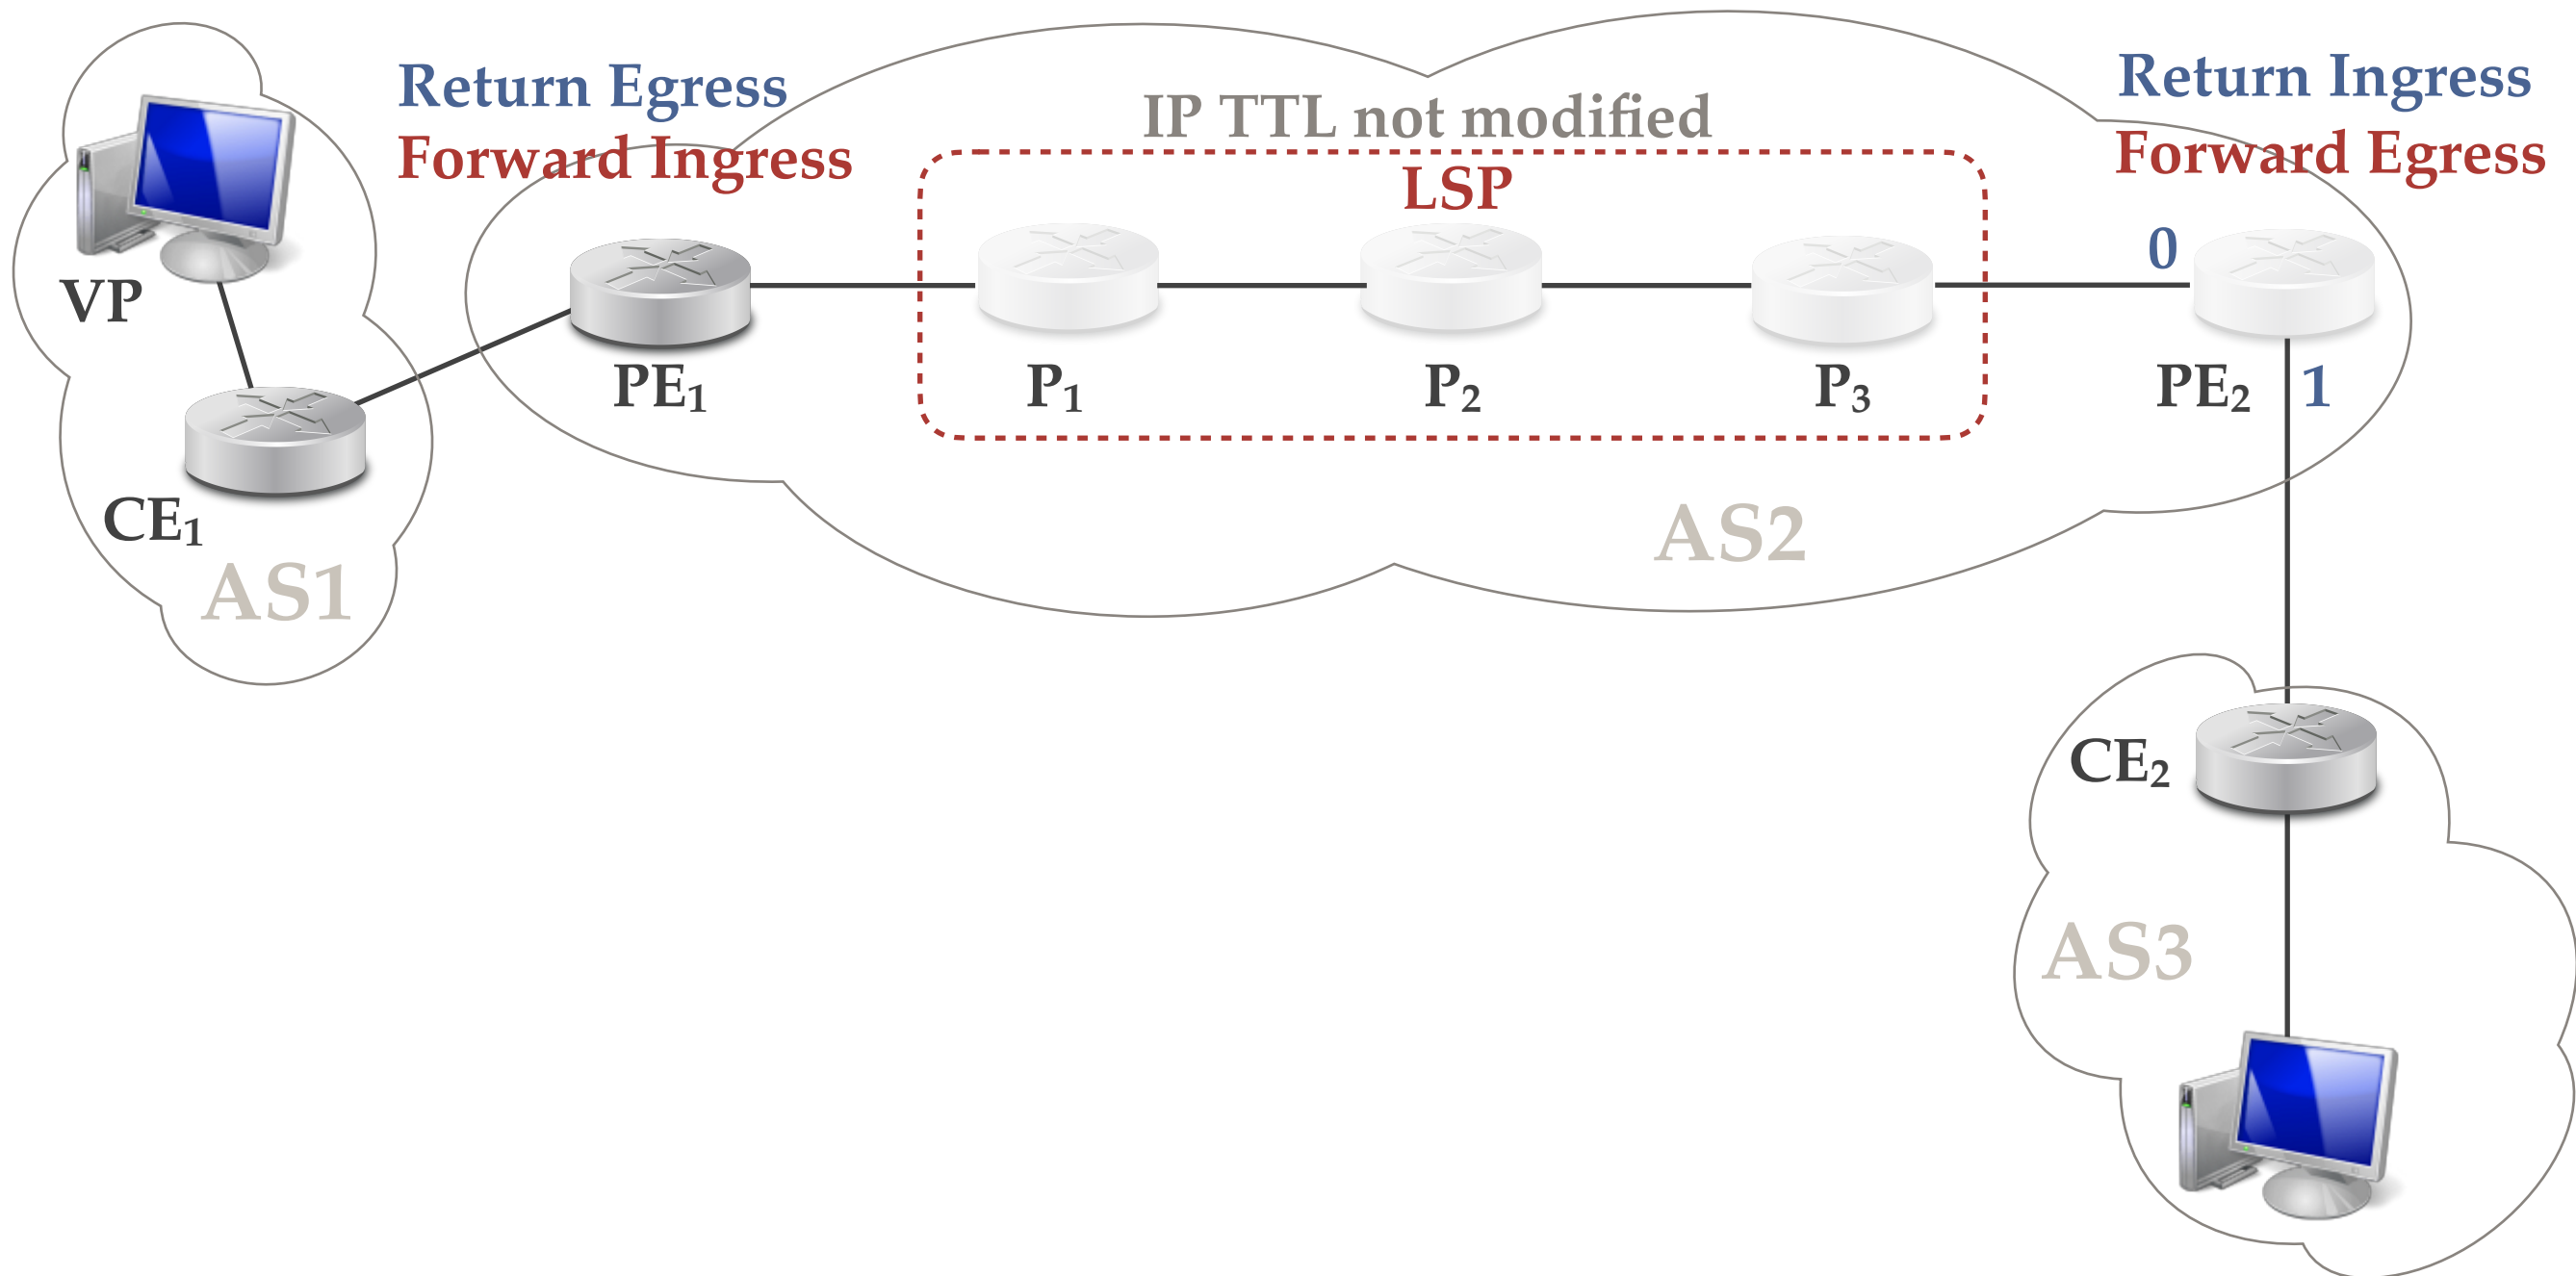 Return Egress
Forward Ingress
IP TTL not modified
LSP
Return Ingress
Forward Egress
0
VP
PE₁
P₁
P₂
P₃
PE₂
1
CE₁
AS1
AS2
CE₂
AS3